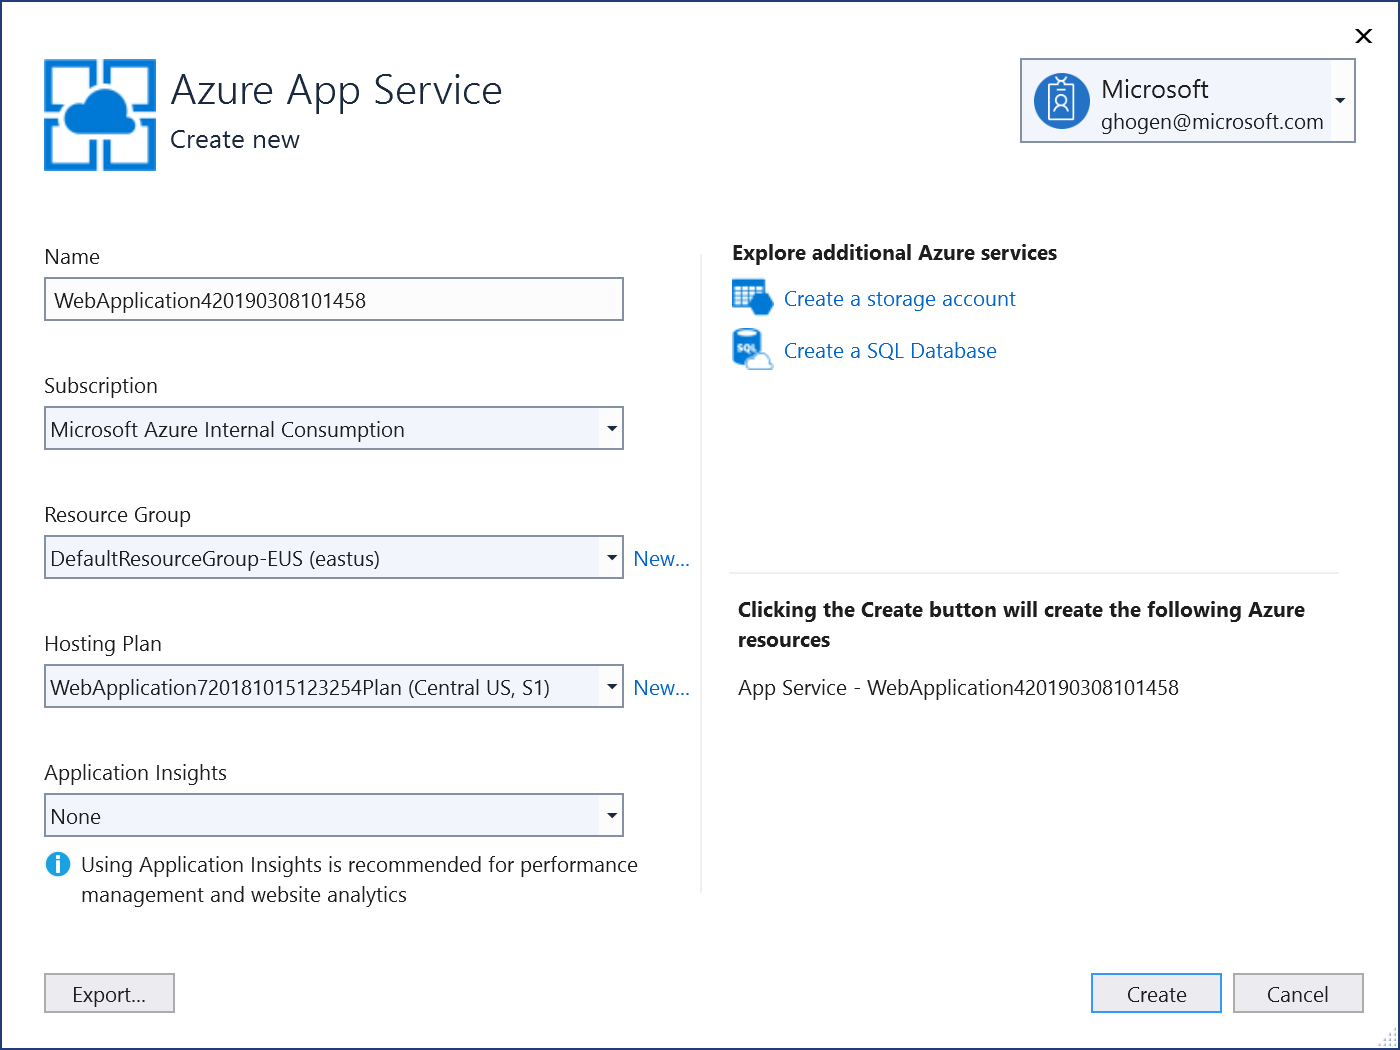 Azure App Service
Create new
Microsoft
ghogen@microsoft.com
Name
WebApplication420190308101458
Subscription
Microsoft Azure Internal Consumption
Resource Group
DefaultResourceGroup-EUS (eastus)
New...
Hosting Plan
WebApplication720181015123254Plan (Central US, S1)
New...
Application Insights
None
Using Application Insights is recommended for performance
management and website analytics
Explore additional Azure services
Create a storage account
SQL
Create a SQL Database
Clicking the Create button will create the following Azure
resources
App Service - WebApplication420190308101458
Export...
Create
Cancel